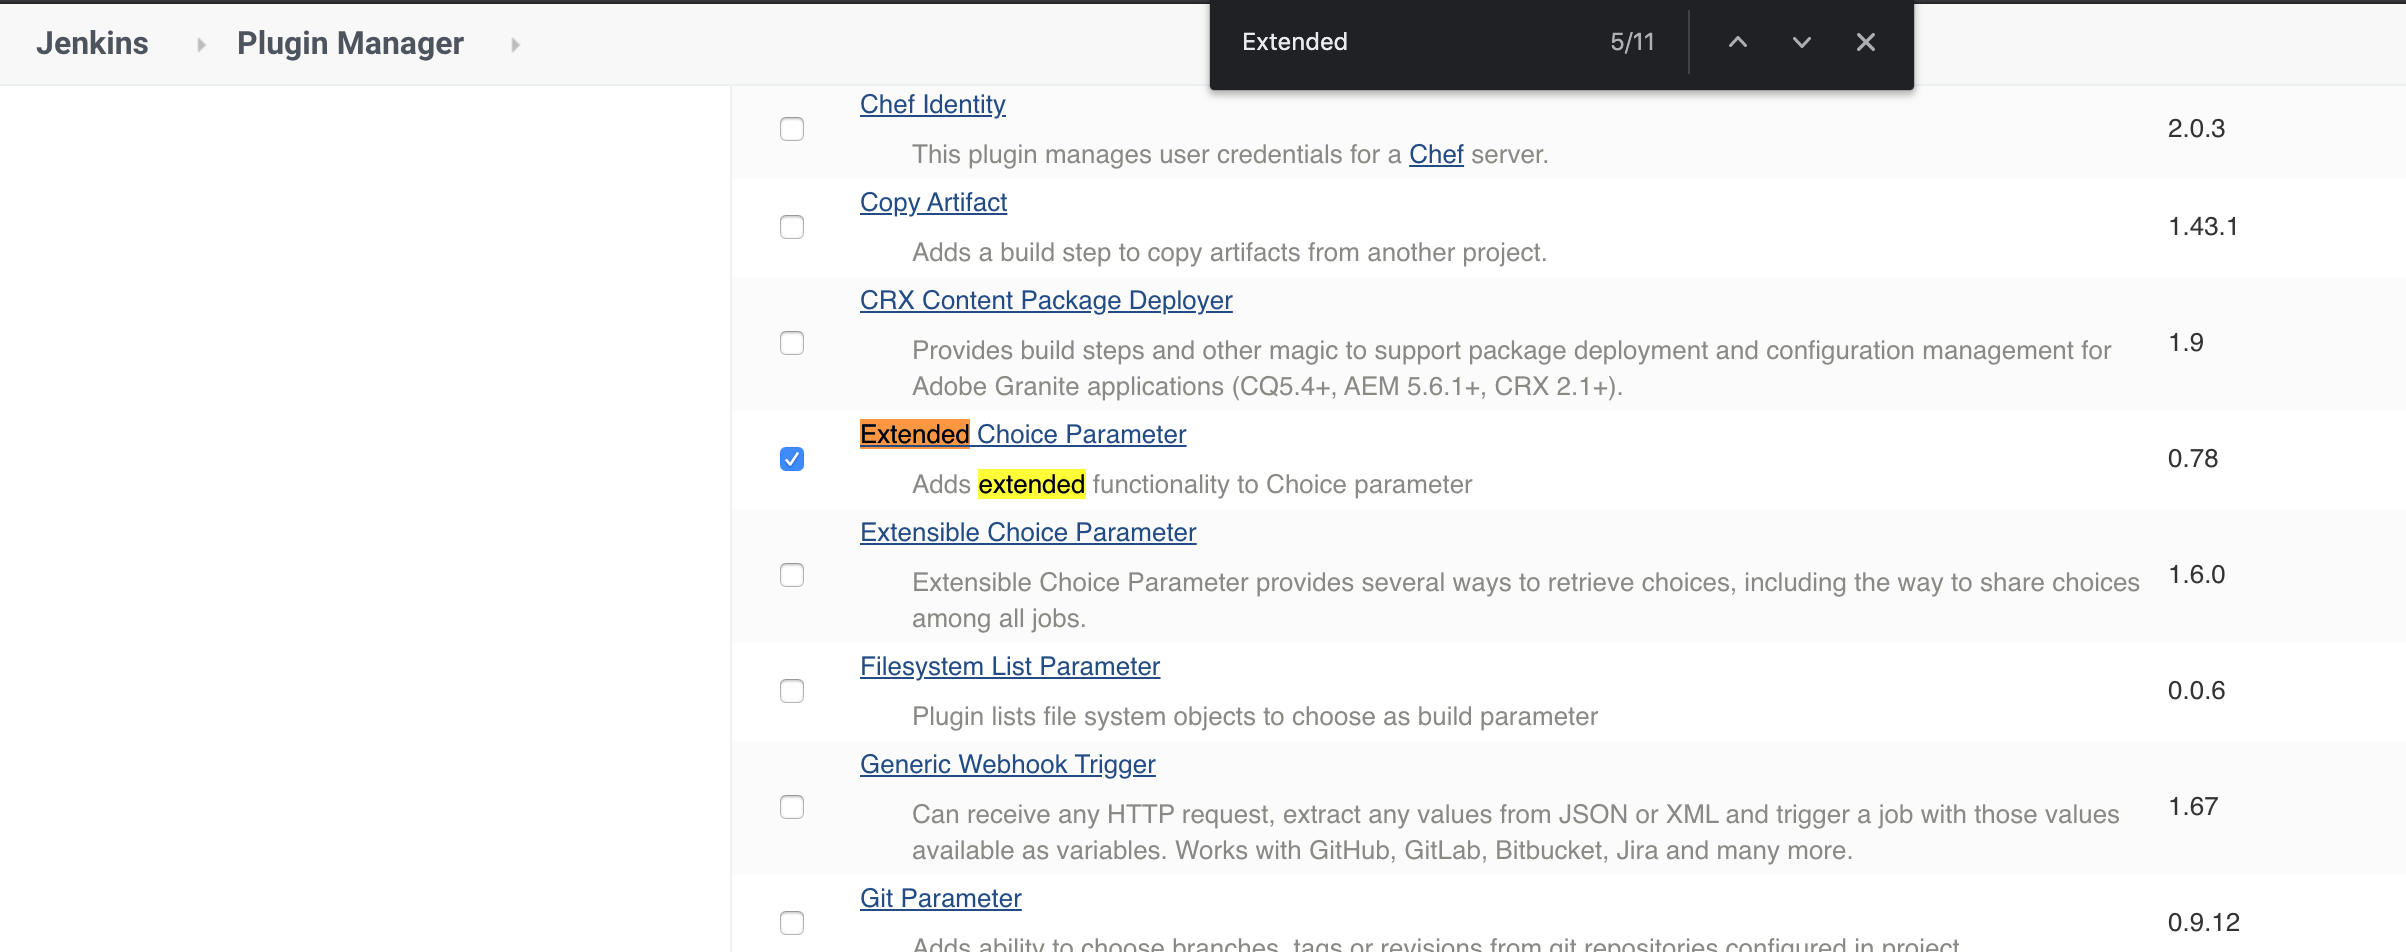 Jenkins
Plugin Manager
Extended
5/11
Chef Identity
This plugin manages user credentials for a Chef server.
2.0.3
Copy Artifact
Adds a build step to copy artifacts from another project.
1.43.1
CRX Content Package Deployer
Provides build steps and other magic to support package deployment and configuration management for
Adobe Granite applications (CQ5.4+, AEM 5.6.1+, CRX 2.1+).
1.9
Extended Choice Parameter
Adds extended functionality to Choice parameter
0.78
Extensible Choice Parameter
Extensible Choice Parameter provides several ways to retrieve choices, including the way to share choices
among all jobs.
1.6.0
Filesystem List Parameter
Plugin lists file system objects to choose as build parameter
0.0.6
Generic Webhook Trigger
Can receive any HTTP request, extract any values from JSON or XML and trigger a job with those values
available as variables. Works with GitHub, GitLab, Bitbucket, Jira and many more.
1.67
Git Parameter
Adds ability to choose branches, tags or revisions from git repositories configured in project.
0.9.12